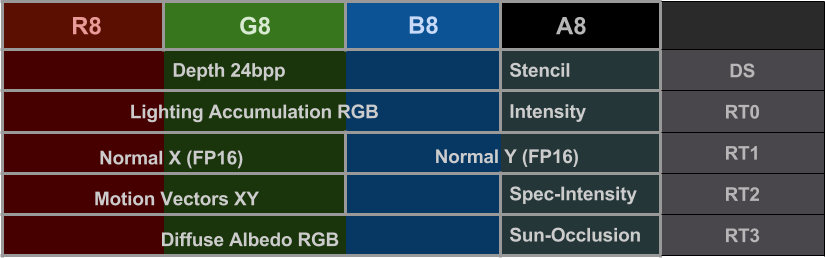 R8 G8 B8 A8
Depth 24bpp Stencil DS
Lighting Accumulation RGB Intensity RT0
Normal X (FP16) Normal Y (FP16) RT1
Motion Vectors XY Spec-Intensity RT2
Diffuse Albedo RGB Sun-Occlusion RT3